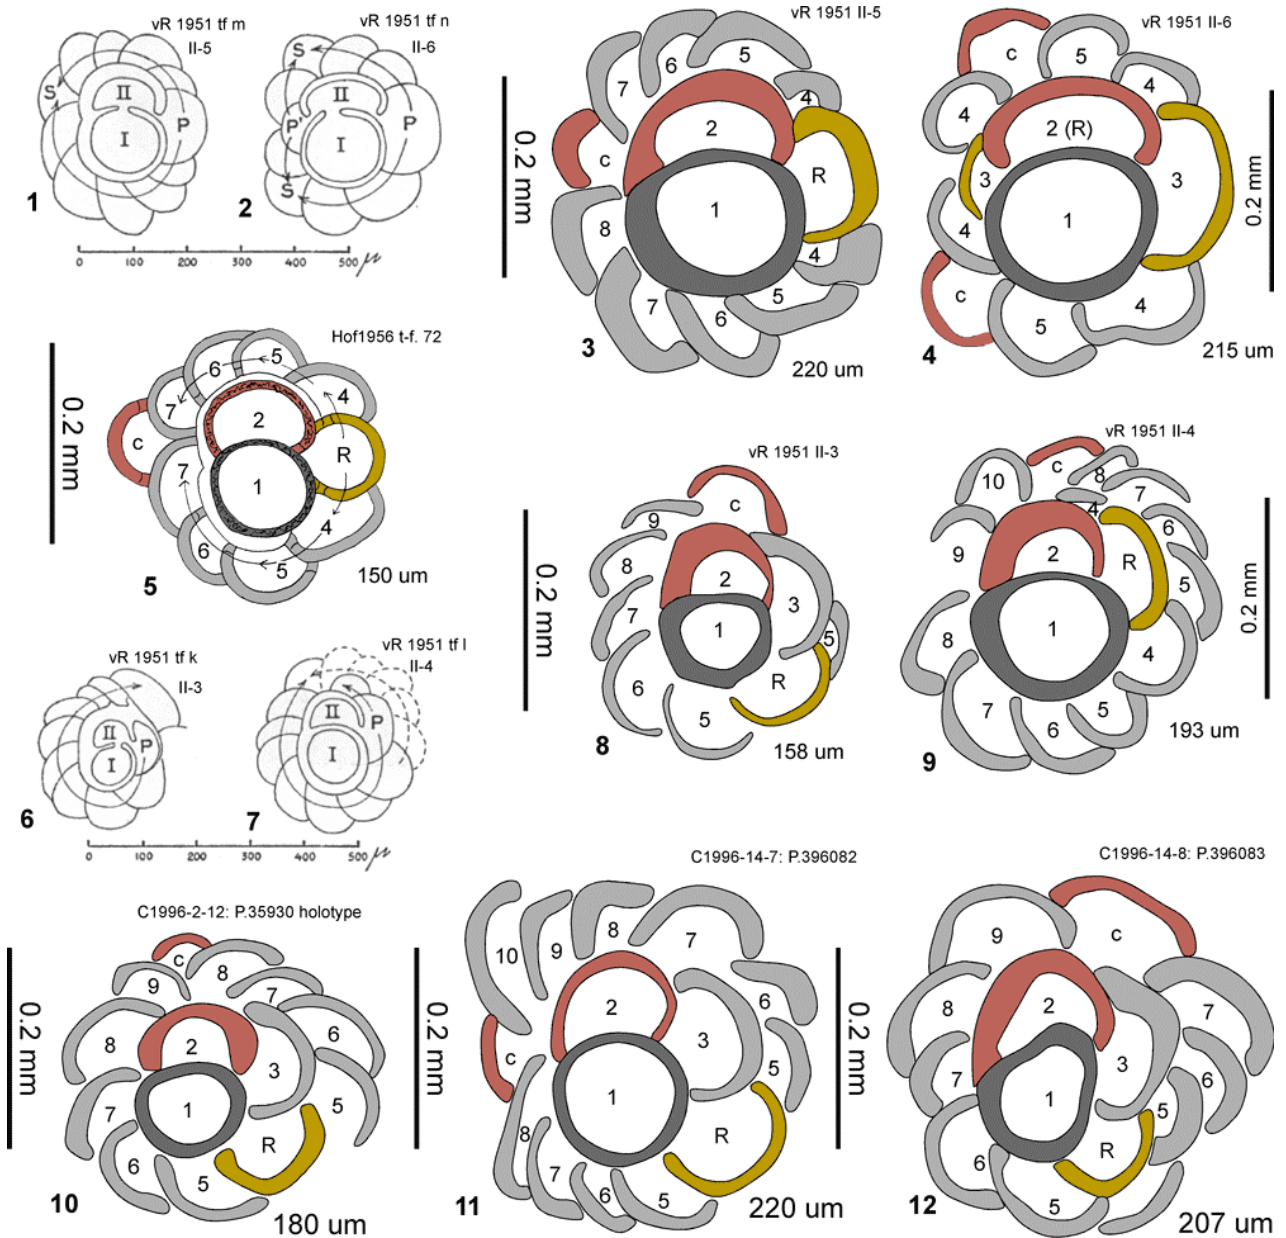 vR 1951 tf m
II-5
S
II
P
I
1
0 100 200 300 400 500 µ
vR 1951 tf n
II-6
S
II
P'
P
I
S
2
vR 1951 II-5
0.2 mm
5
6
7
4
2
c
R
1
8
4
7
5
6
3
220 um
vR 1951 II-6
c
5
4
4
2 (R)
3
3
1
4
c
4
5
4
215 um
0.2 mm
Hof1956 t-f. 72
0.2 mm
5
6
4
7
2
c
R
7
1
4
6
5
5
150 um
vR 1951 tf k
II-3
II
P
I
6
vR 1951 tf l
II-4
II
P
I
7
0 100 200 300 400 500 µ
vR 1951 II-3
0.2 mm
c
9
8
2
3
7
1
5
6
R
5
8
158 um
vR 1951 II-4
c
10
8
7
4
6
9
2
R
5
1
8
4
7
5
6
9
193 um
0.2 mm
C1996-2-12: P.35930 holotype
0.2 mm
c
8
9
7
6
8
2
3
5
7
1
R
6
5
10
180 um
C1996-14-7: P.396082
0.2 mm
8
7
10
9
6
2
3
5
c
1
8
R
7
6
5
11
220 um
C1996-14-8: P.396083
0.2 mm
9
c
8
2
7
3
6
7
1
5
R
6
5
12
207 um